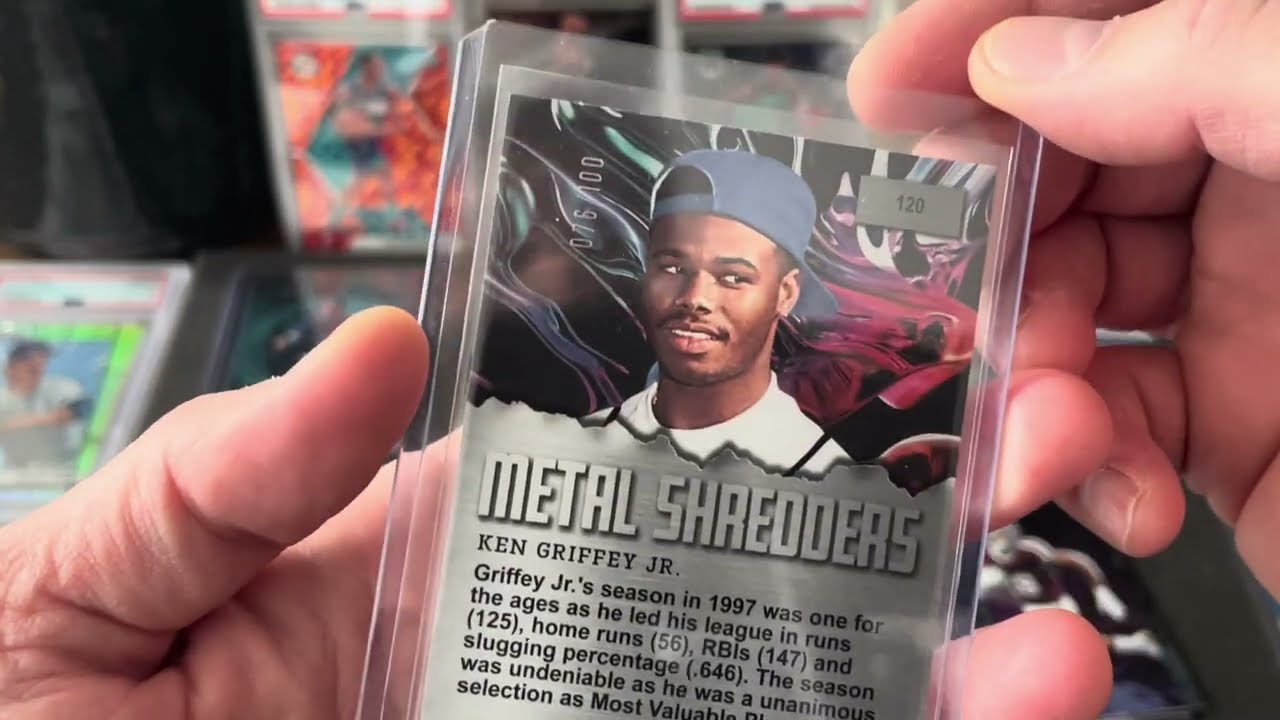 076/100
120
METAL SHREDDERS
KEN GRIFFEY JR.
Griffey Jr.'s season in 1997 was one for
the ages as he led his league in runs
(125), home runs (56), RBIs (147) and
slugging percentage (.646). The season
was undeniable as he was a unanimous
selection as Most Valuable